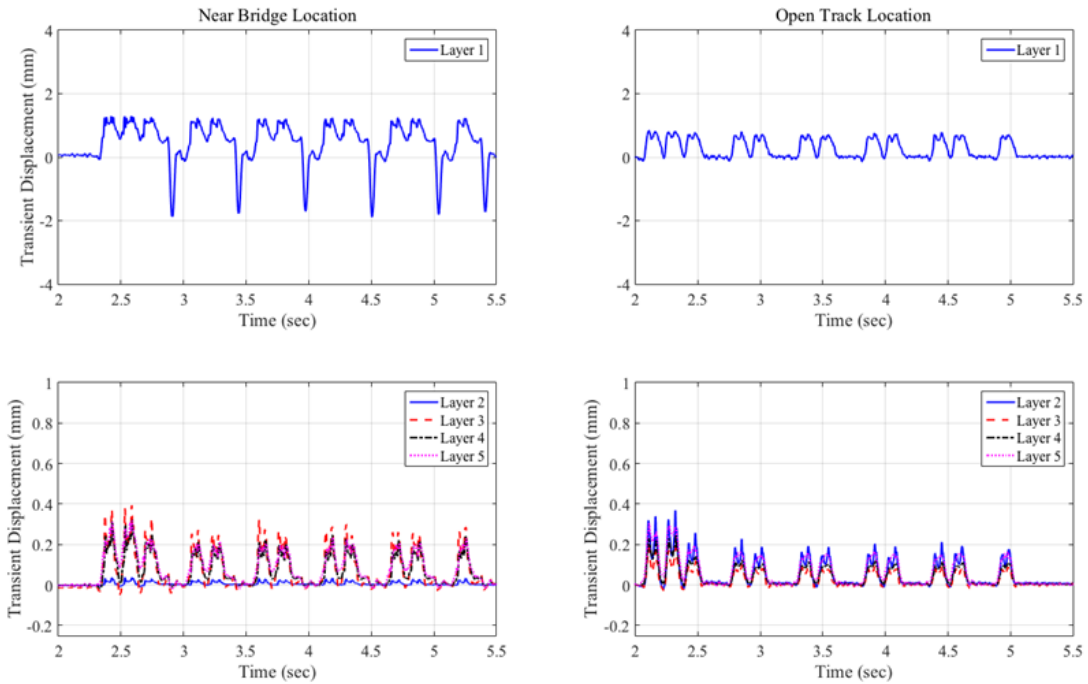 Near Bridge Location
Transient Displacement (mm)
4
2
0
-2
-4
Layer 1
2 2.5 3 3.5 4 4.5 5 5.5
Time (sec)
Open Track Location
Transient Displacement (mm)
4
2
0
-2
-4
Layer 1
2 2.5 3 3.5 4 4.5 5 5.5
Time (sec)
Transient Displacement (mm)
1
0.8
0.6
0.4
0.2
0
-0.2
Layer 2
Layer 3
Layer 4
Layer 5
2 2.5 3 3.5 4 4.5 5 5.5
Time (sec)
Transient Displacement (mm)
1
0.8
0.6
0.4
0.2
0
-0.2
Layer 2
Layer 3
Layer 4
Layer 5
2 2.5 3 3.5 4 4.5 5 5.5
Time (sec)